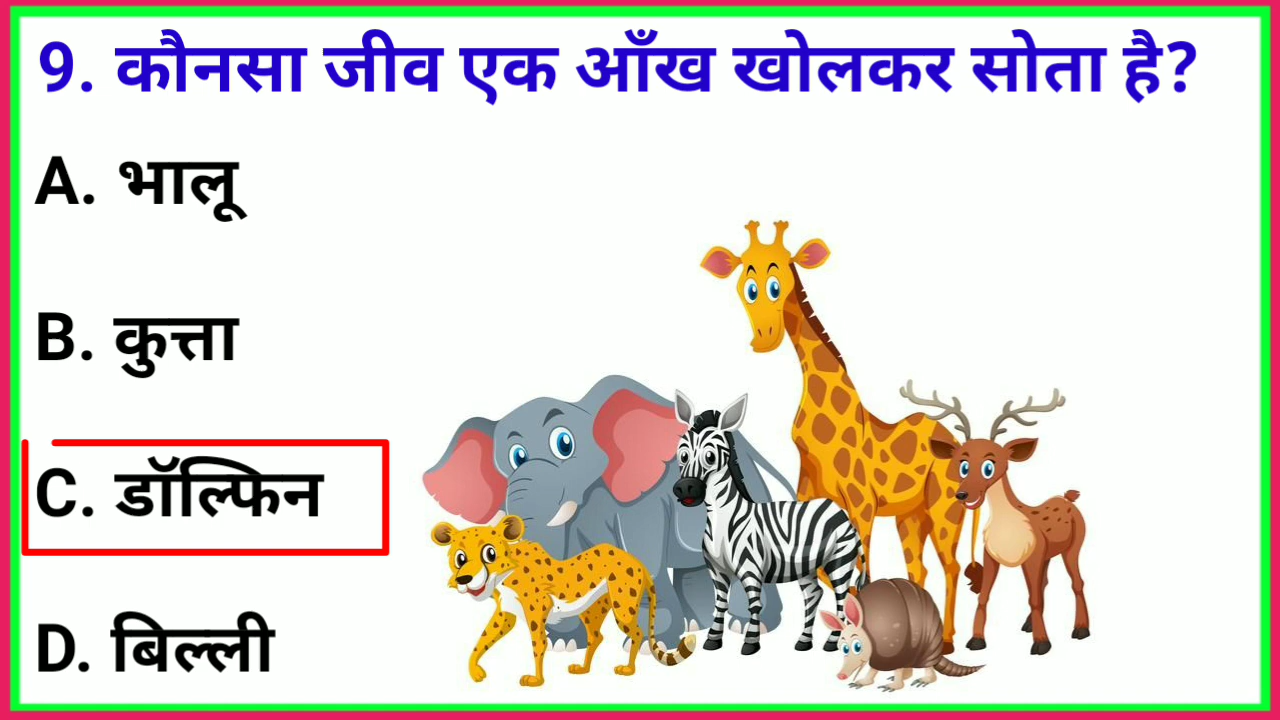 9. कौनसा जीव एक आँख खोलकर सोता है?
A. भालू
B. कुत्ता
C. डॉल्फिन
D. बिल्ली